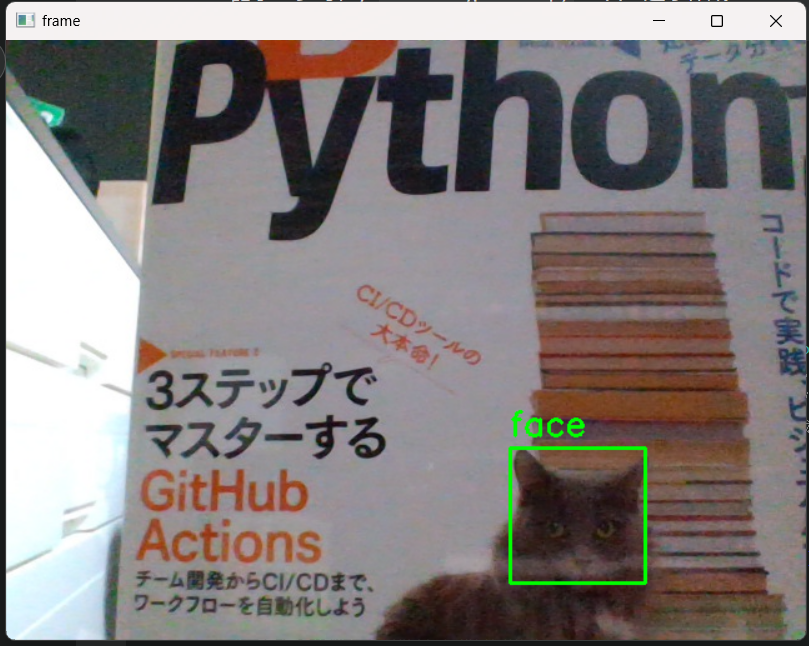 frame
Python
データ分析
コードで実践
CI/CDツールの
大本命!
SPECIAL FEATURE 2
3ステップで
マスターする
GitHub
Actions
チーム開発からCI/CDまで、
ワークフローを自動化しよう
face